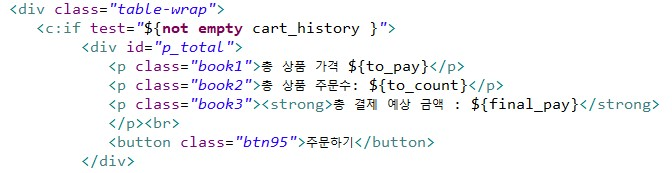 <div class="table-wrap">
<c:if test="${not empty cart_history }">
<div id="p_total">
<p class="book1">총 상품 가격 ${to_pay}</p>
<p class="book2">총 상품 주문수: ${to_count}</p>
<p class="book3"><strong>총 결제 예상 금액 : ${final_pay}</strong>
</p><br>
<button class="btn95">주문하기</button>
</div>